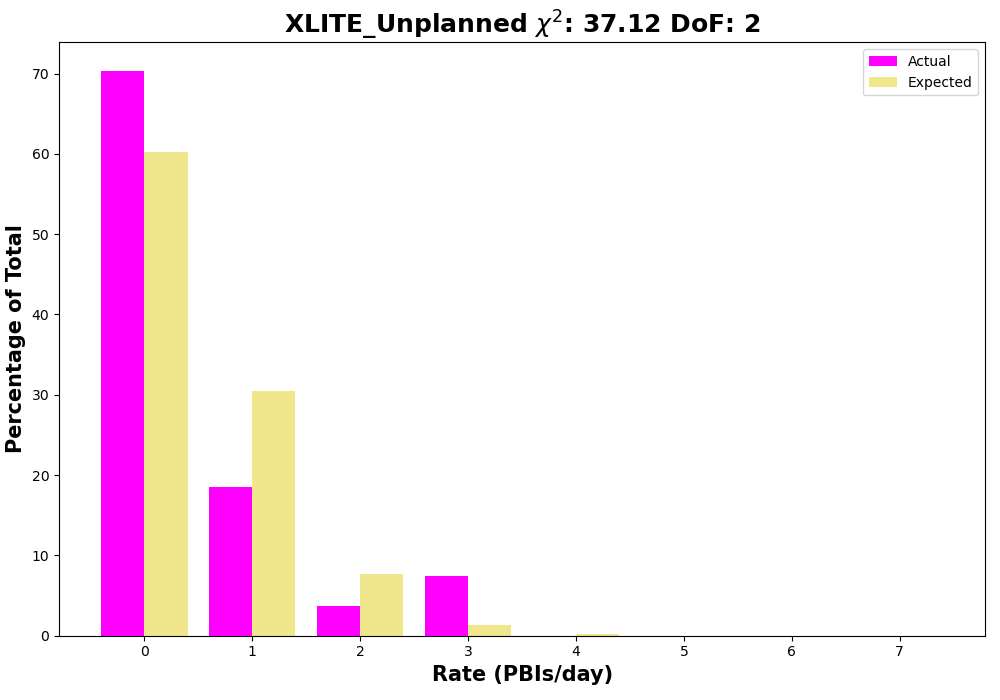 XLITE_Unplanned χ²: 37.12 DoF: 2
Actual
Expected
Percentage of Total
70
60
50
40
30
20
10
0
0 1 2 3 4 5 6 7
Rate (PBIs/day)